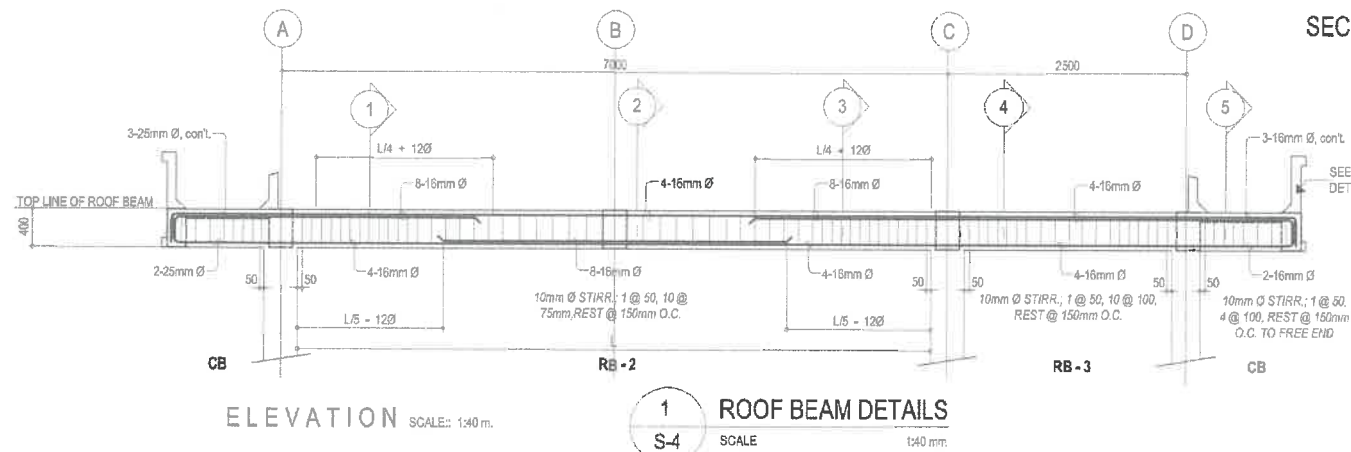 A
B
C
D
SEC
7000
2500
1
2
3
4
5
3-25mm Ø, con't.
L/4 + 12Ø
L/4 + 12Ø
3-16mm Ø, con't.
8-16mm Ø
4-16mm Ø
8-16mm Ø
4-16mm Ø
SEE
DET
TOP LINE OF ROOF BEAM
400
2-25mm Ø
4-16mm Ø
8-16mm Ø
4-16mm Ø
4-16mm Ø
2-16mm Ø
50
50
50
50
50
50
10mm Ø STIRR.; 1 @ 50, 10 @
75mm,REST @ 150mm O.C.
10mm Ø STIRR.; 1 @ 50, 10 @ 100,
REST @ 150mm O.C.
10mm Ø STIRR.; 1 @ 50,
4 @ 100, REST @ 150mm
O.C. TO FREE END
L/5 - 12Ø
L/5 - 12Ø
L
CB
RB - 2
RB - 3
CB
ELEVATION SCALE:: 1:40 m.
1
S-4
ROOF BEAM DETAILS
SCALE 1:40 mm